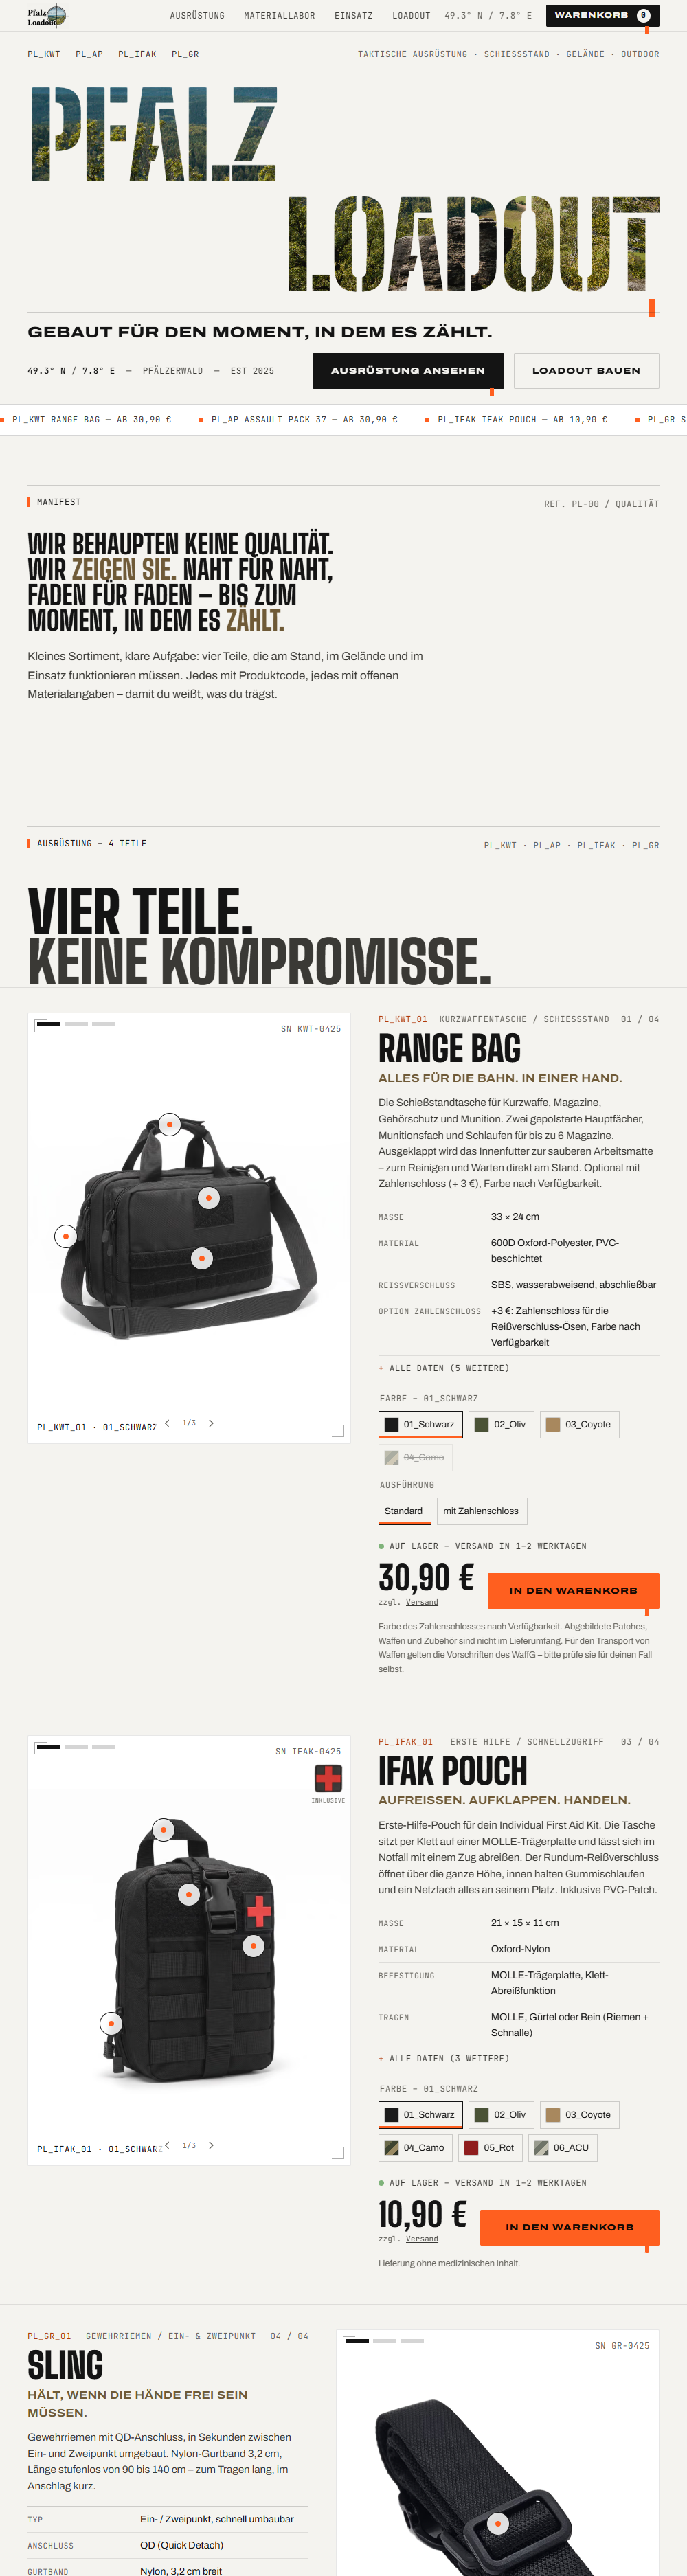 Pfalz
Loadout
AUSRÜSTUNG MATERIALLABOR EINSATZ LOADOUT 49.3° N / 7.8° E WARENKORB 0
PL_KWT PL_AP PL_IFAK PL_GR
TAKTISCHE AUSRÜSTUNG · SCHIESSSTAND · GELÄNDE · OUTDOOR
PFALZ
LOADOUT
GEBAUT FÜR DEN MOMENT, IN DEM ES ZÄHLT.
49.3° N / 7.8° E — PFÄLZERWALD — EST 2025
AUSRÜSTUNG ANSEHEN
LOADOUT BAUEN
PL_KWT RANGE BAG — AB 30,90 € PL_AP ASSAULT PACK 37 — AB 30,90 € PL_IFAK IFAK POUCH — AB 10,90 € PL_GR S
MANIFEST
REF. PL-00 / QUALITÄT
WIR BEHAUPTEN KEINE QUALITÄT.
WIR ZEIGEN SIE. NAHT FÜR NAHT,
FADEN FÜR FADEN – BIS ZUM
MOMENT, IN DEM ES ZÄHLT.
Kleines Sortiment, klare Aufgabe: vier Teile, die am Stand, im Gelände und im
Einsatz funktionieren müssen. Jedes mit Produktcode, jedes mit offenen
Materialangaben – damit du weißt, was du trägst.
AUSRÜSTUNG – 4 TEILE
PL_KWT · PL_AP · PL_IFAK · PL_GR
VIER TEILE.
KEINE KOMPROMISSE.
SN KWT-0425
PL_KWT_01 · 01_SCHWARZ
1/3
PL_KWT_01 KURZWAFFENTASCHE / SCHIESSSTAND 01 / 04
RANGE BAG
ALLES FÜR DIE BAHN. IN EINER HAND.
Die Schießstandtasche für Kurzwaffe, Magazine,
Gehörschutz und Munition. Zwei gepolsterte Hauptfächer,
Munitionsfach und Schlaufen für bis zu 6 Magazine.
Ausgeklappt wird das Innenfutter zur sauberen Arbeitsmatte
– zum Reinigen und Warten direkt am Stand. Optional mit
Zahlenschloss (+ 3 €), Farbe nach Verfügbarkeit.
MASSE 33 × 24 cm
MATERIAL 600D Oxford-Polyester, PVC-
beschichtet
REISSVERSCHLUSS SBS, wasserabweisend, abschließbar
OPTION ZAHLENSCHLOSS +3 €: Zahlenschloss für die
Reißverschluss-Ösen, Farbe nach
Verfügbarkeit
+ ALLE DATEN (5 WEITERE)
FARBE – 01_SCHWARZ
01_Schwarz 02_Oliv 03_Coyote
04_Camo
AUSFÜHRUNG
Standard mit Zahlenschloss
AUF LAGER – VERSAND IN 1–2 WERKTAGEN
30,90 €
zzgl. Versand
IN DEN WARENKORB
Farbe des Zahlenschlosses nach Verfügbarkeit. Abgebildete Patches,
Waffen und Zubehör sind nicht im Lieferumfang. Für den Transport von
Waffen gelten die Vorschriften des WaffG – bitte prüfe sie für deinen Fall
selbst.
SN IFAK-0425
INKLUSIVE
PL_IFAK_01 · 01_SCHWARZ
1/3
PL_IFAK_01 ERSTE HILFE / SCHNELLZUGRIFF 03 / 04
IFAK POUCH
AUFREISSEN. AUFKLAPPEN. HANDELN.
Erste-Hilfe-Pouch für dein Individual First Aid Kit. Die Tasche
sitzt per Klett auf einer MOLLE-Trägerplatte und lässt sich im
Notfall mit einem Zug abreißen. Der Rundum-Reißverschluss
öffnet über die ganze Höhe, innen halten Gummischlaufen
und ein Netzfach alles an seinem Platz. Inklusive PVC-Patch.
MASSE 21 × 15 × 11 cm
MATERIAL Oxford-Nylon
BEFESTIGUNG MOLLE-Trägerplatte, Klett-
Abreißfunktion
TRAGEN MOLLE, Gürtel oder Bein (Riemen +
Schnalle)
+ ALLE DATEN (3 WEITERE)
FARBE – 01_SCHWARZ
01_Schwarz 02_Oliv 03_Coyote
04_Camo 05_Rot 06_ACU
AUF LAGER – VERSAND IN 1–2 WERKTAGEN
10,90 €
zzgl. Versand
IN DEN WARENKORB
Lieferung ohne medizinischen Inhalt.
PL_GR_01 GEWEHRRIEMEN / EIN- & ZWEIPUNKT 04 / 04
SLING
HÄLT, WENN DIE HÄNDE FREI SEIN
MÜSSEN.
Gewehrriemen mit QD-Anschluss, in Sekunden zwischen
Ein- und Zweipunkt umgebaut. Nylon-Gurtband 3,2 cm,
Länge stufenlos von 90 bis 140 cm – zum Tragen lang, im
Anschlag kurz.
TYP Ein- / Zweipunkt, schnell umbaubar
ANSCHLUSS QD (Quick Detach)
GURTBAND Nylon, 3,2 cm breit
SN GR-0425